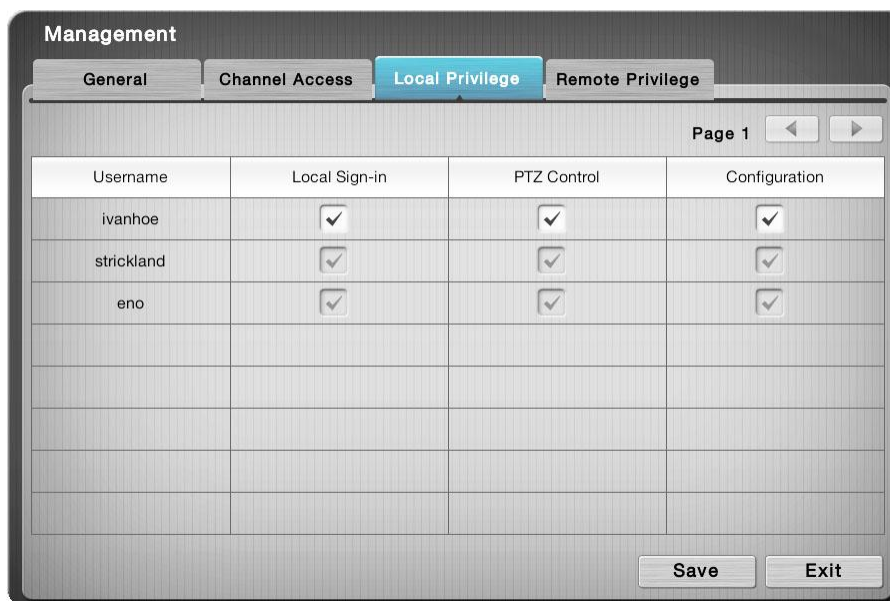 Management
General Channel Access Local Privilege Remote Privilege
Page 1
Username Local Sign-in PTZ Control Configuration
ivanhoe
strickland
eno
Save Exit